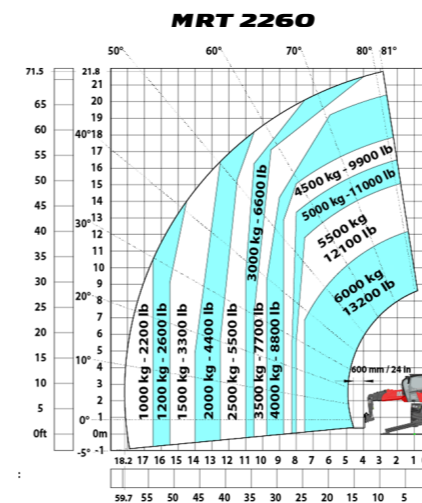 MRT 2260
50° 60° 70° 80° 81°
71.5 21.8
21
65 20
19
60 40° 18
17
55 16
50 15
14
45 30° 13
12
40 11
35 10
9
30 20° 8
25 7
6
20 5
15 10° 4
3
10 2
5 1
0ft 0° 0m
-5° -1
1000 kg - 2200 lb
1200 kg - 2600 lb
1500 kg - 3300 lb
2000 kg - 4400 lb
2500 kg - 5500 lb
3000 kg - 6600 lb
3500 kg - 7700 lb
4000 kg - 8800 lb
4500 kg - 9900 lb
5000 kg -11000 lb
5500 kg
12100 lb
6000 kg
13200 lb
600 mm / 24 in
18.2 17 16 15 14 13 12 11 10 9 8 7 6 5 4 3 2 1
:
59.7 55 50 45 40 35 30 25 20 15 10 5